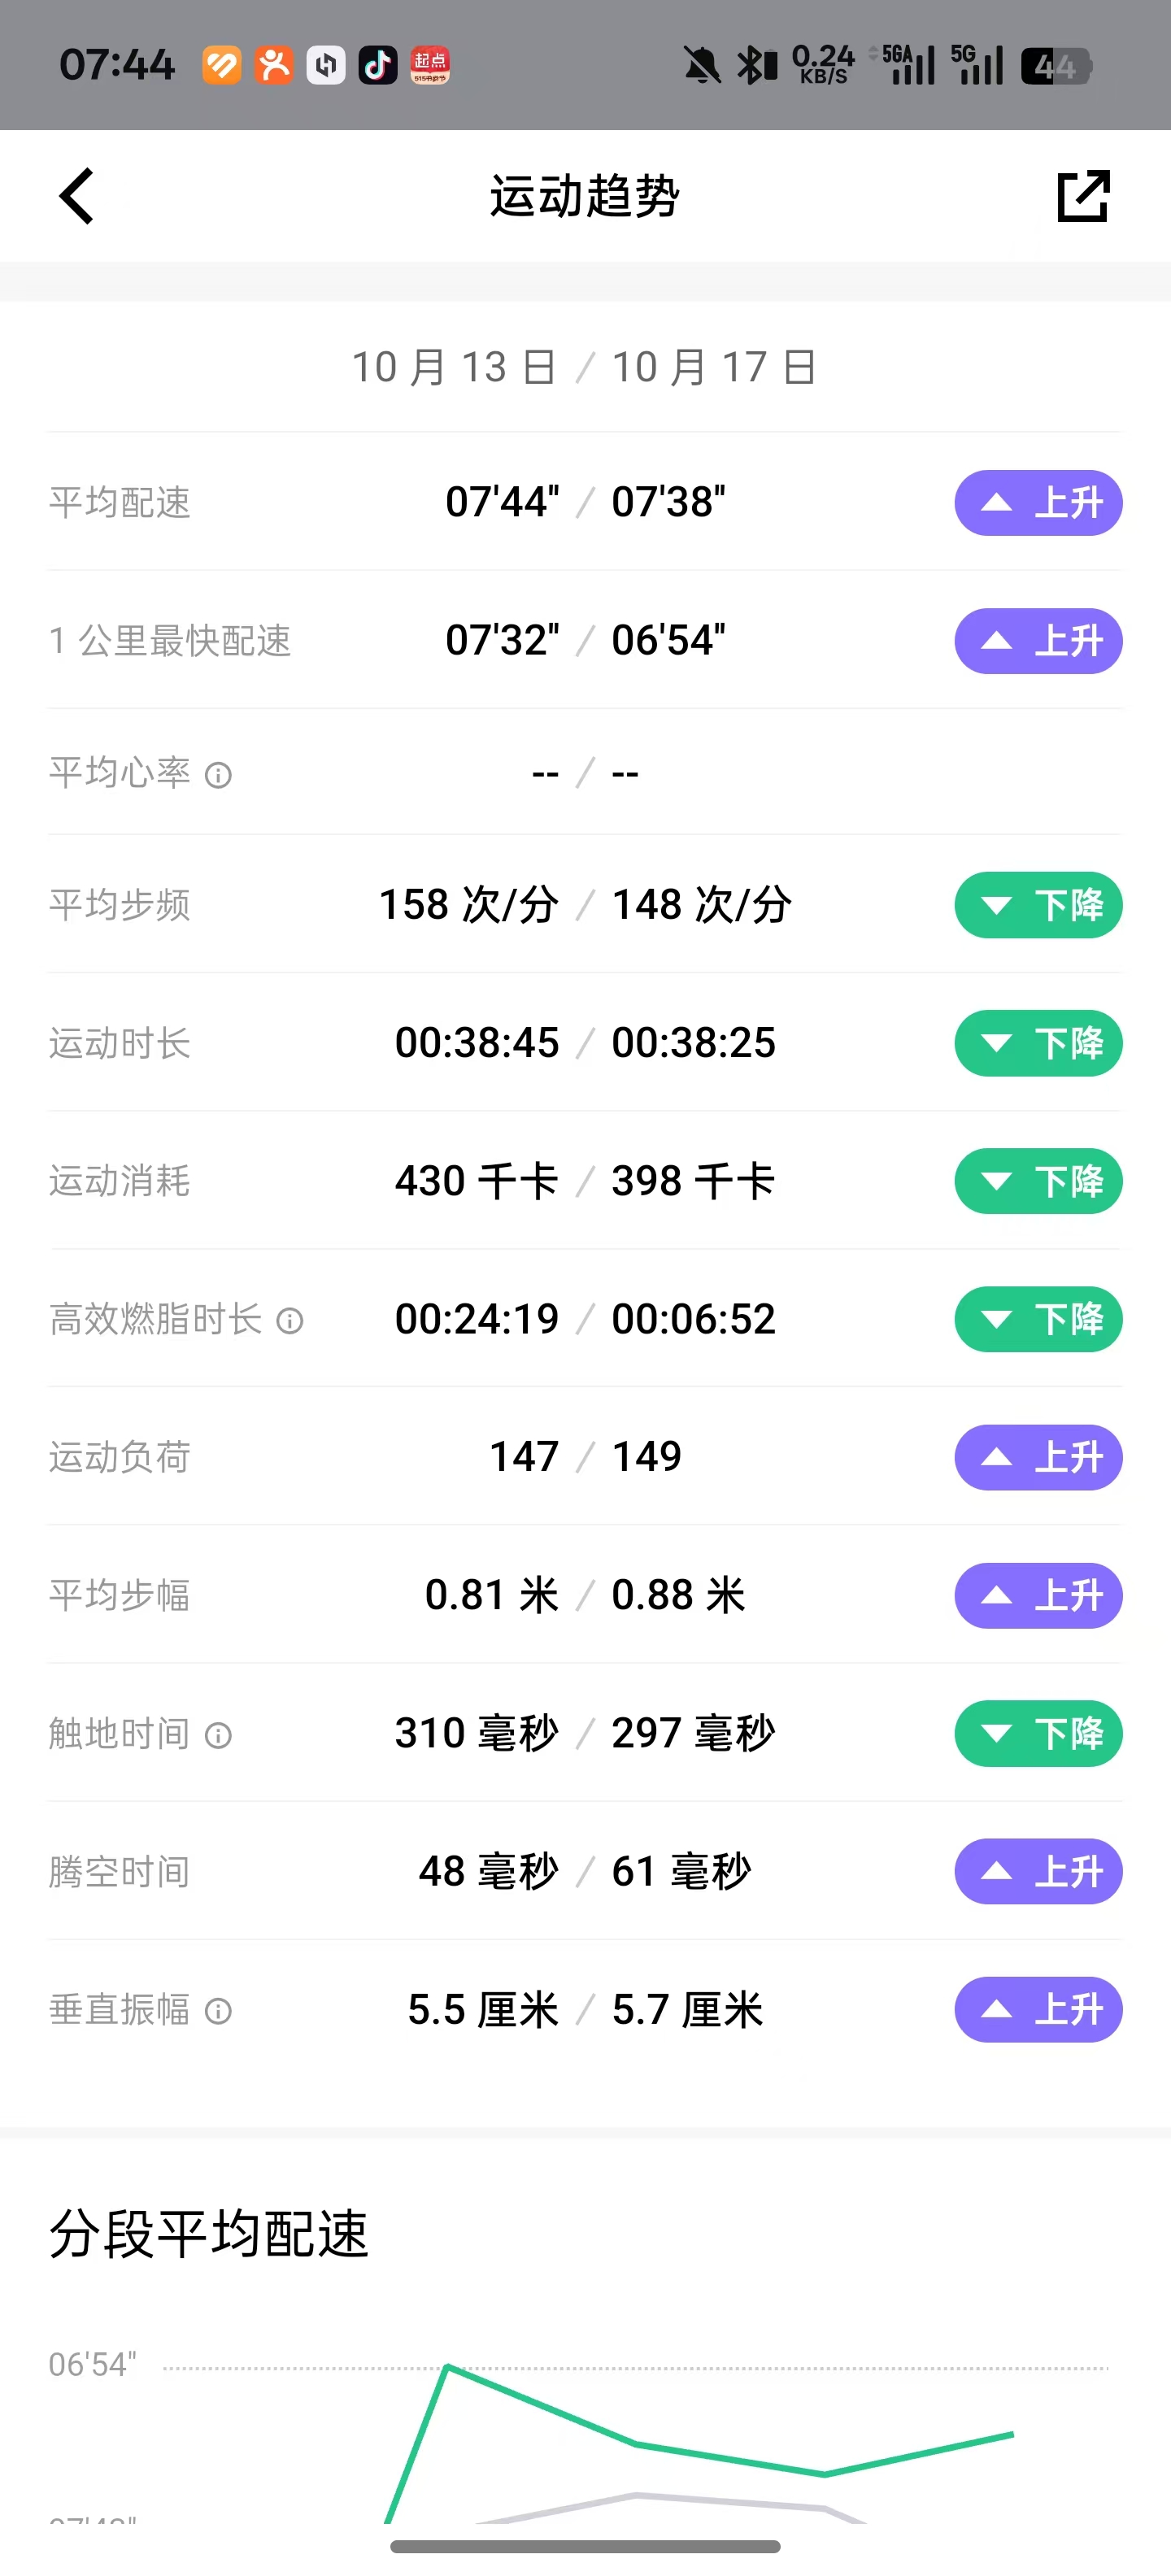 07:44 起点 0.24 KB/S 5GA 5G 44
运动趋势
10 月 13 日 / 10 月 17 日
平均配速 07'44" / 07'38" 上升
1 公里最快配速 07'32" / 06'54" 上升
平均心率 -- / --
平均步频 158 次/分 / 148 次/分 下降
运动时长 00:38:45 / 00:38:25 下降
运动消耗 430 千卡 / 398 千卡 下降
高效燃脂时长 00:24:19 / 00:06:52 下降
运动负荷 147 / 149 上升
平均步幅 0.81 米 / 0.88 米 上升
触地时间 310 毫秒 / 297 毫秒 下降
腾空时间 48 毫秒 / 61 毫秒 上升
垂直振幅 5.5 厘米 / 5.7 厘米 上升
分段平均配速
06'54"